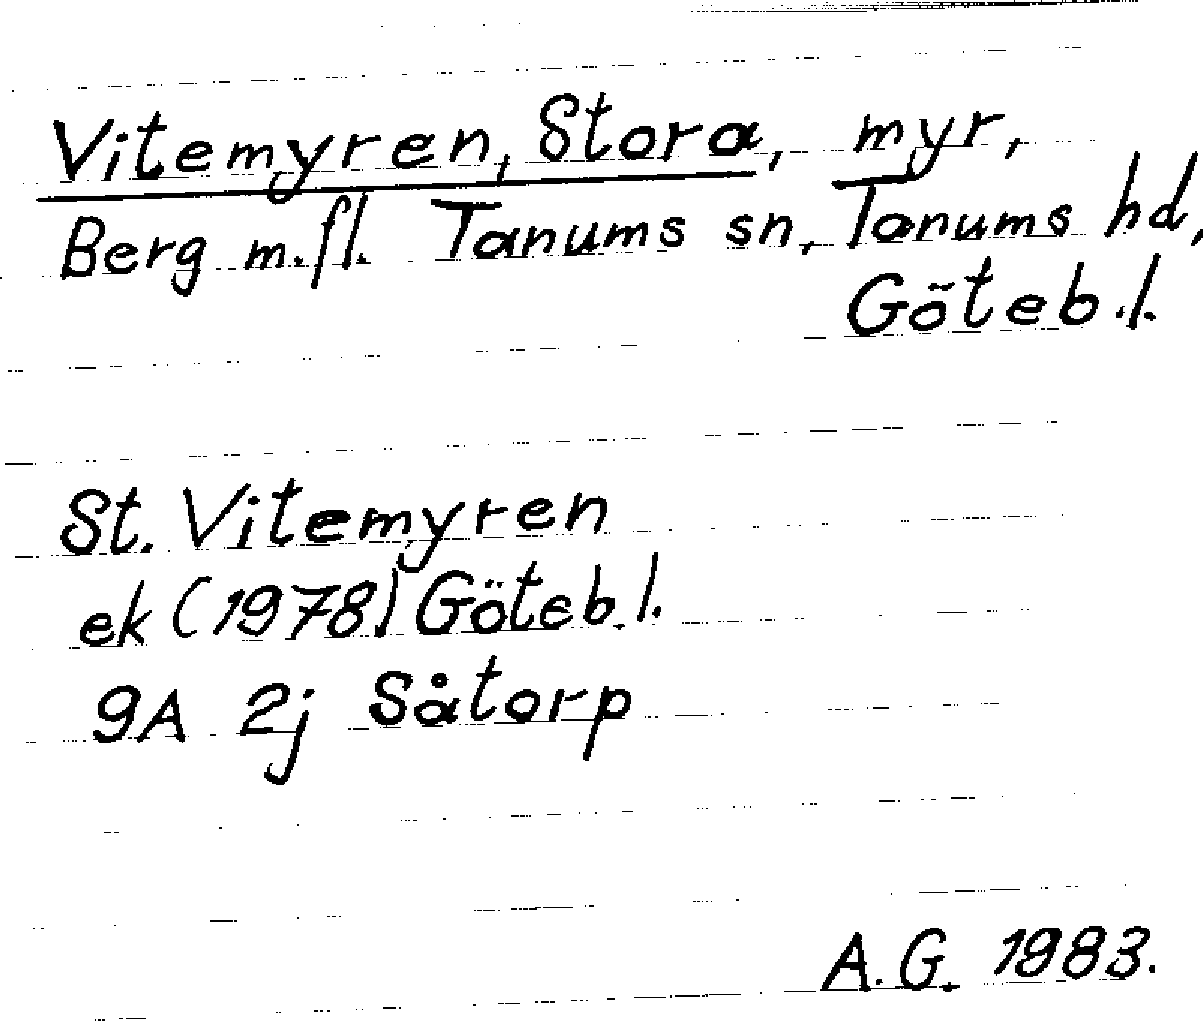 Vitemyren, Stora, myr,
Berg m.fl. Tanums sn, Tanums hd,
Göteb.l.
St. Vitemyren
ek (1978) Göteb.l.
9A 2j Såtorp
A.G. 1983.